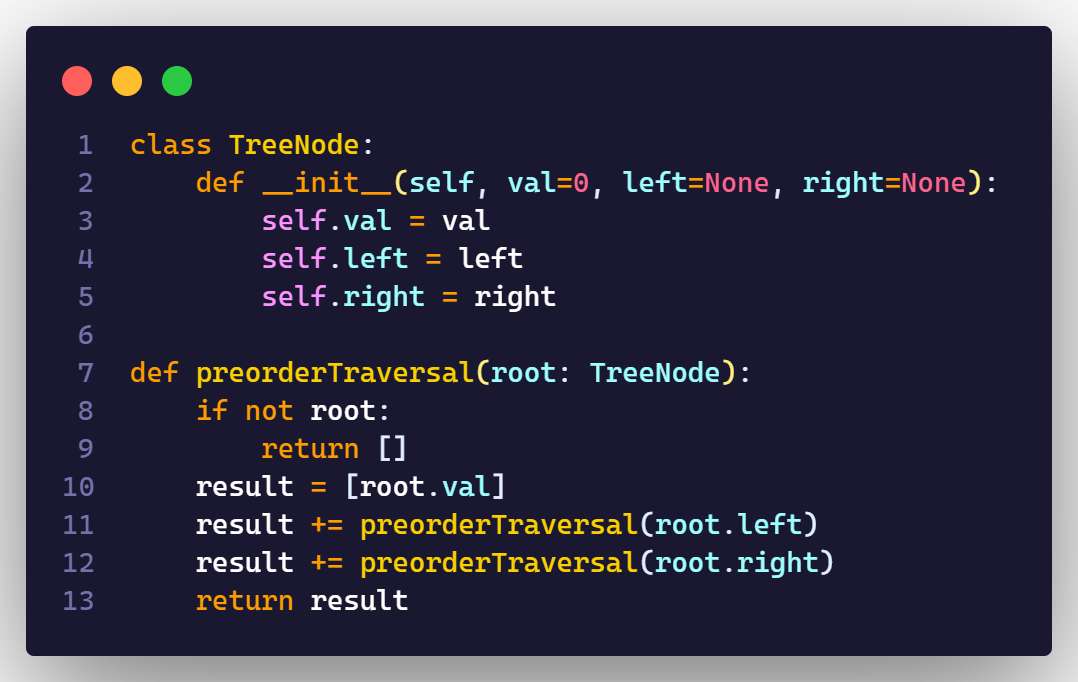 1 class TreeNode:
2     def __init__(self, val=0, left=None, right=None):
3         self.val = val
4         self.left = left
5         self.right = right
6
7 def preorderTraversal(root: TreeNode):
8     if not root:
9         return []
10     result = [root.val]
11     result += preorderTraversal(root.left)
12     result += preorderTraversal(root.right)
13     return result